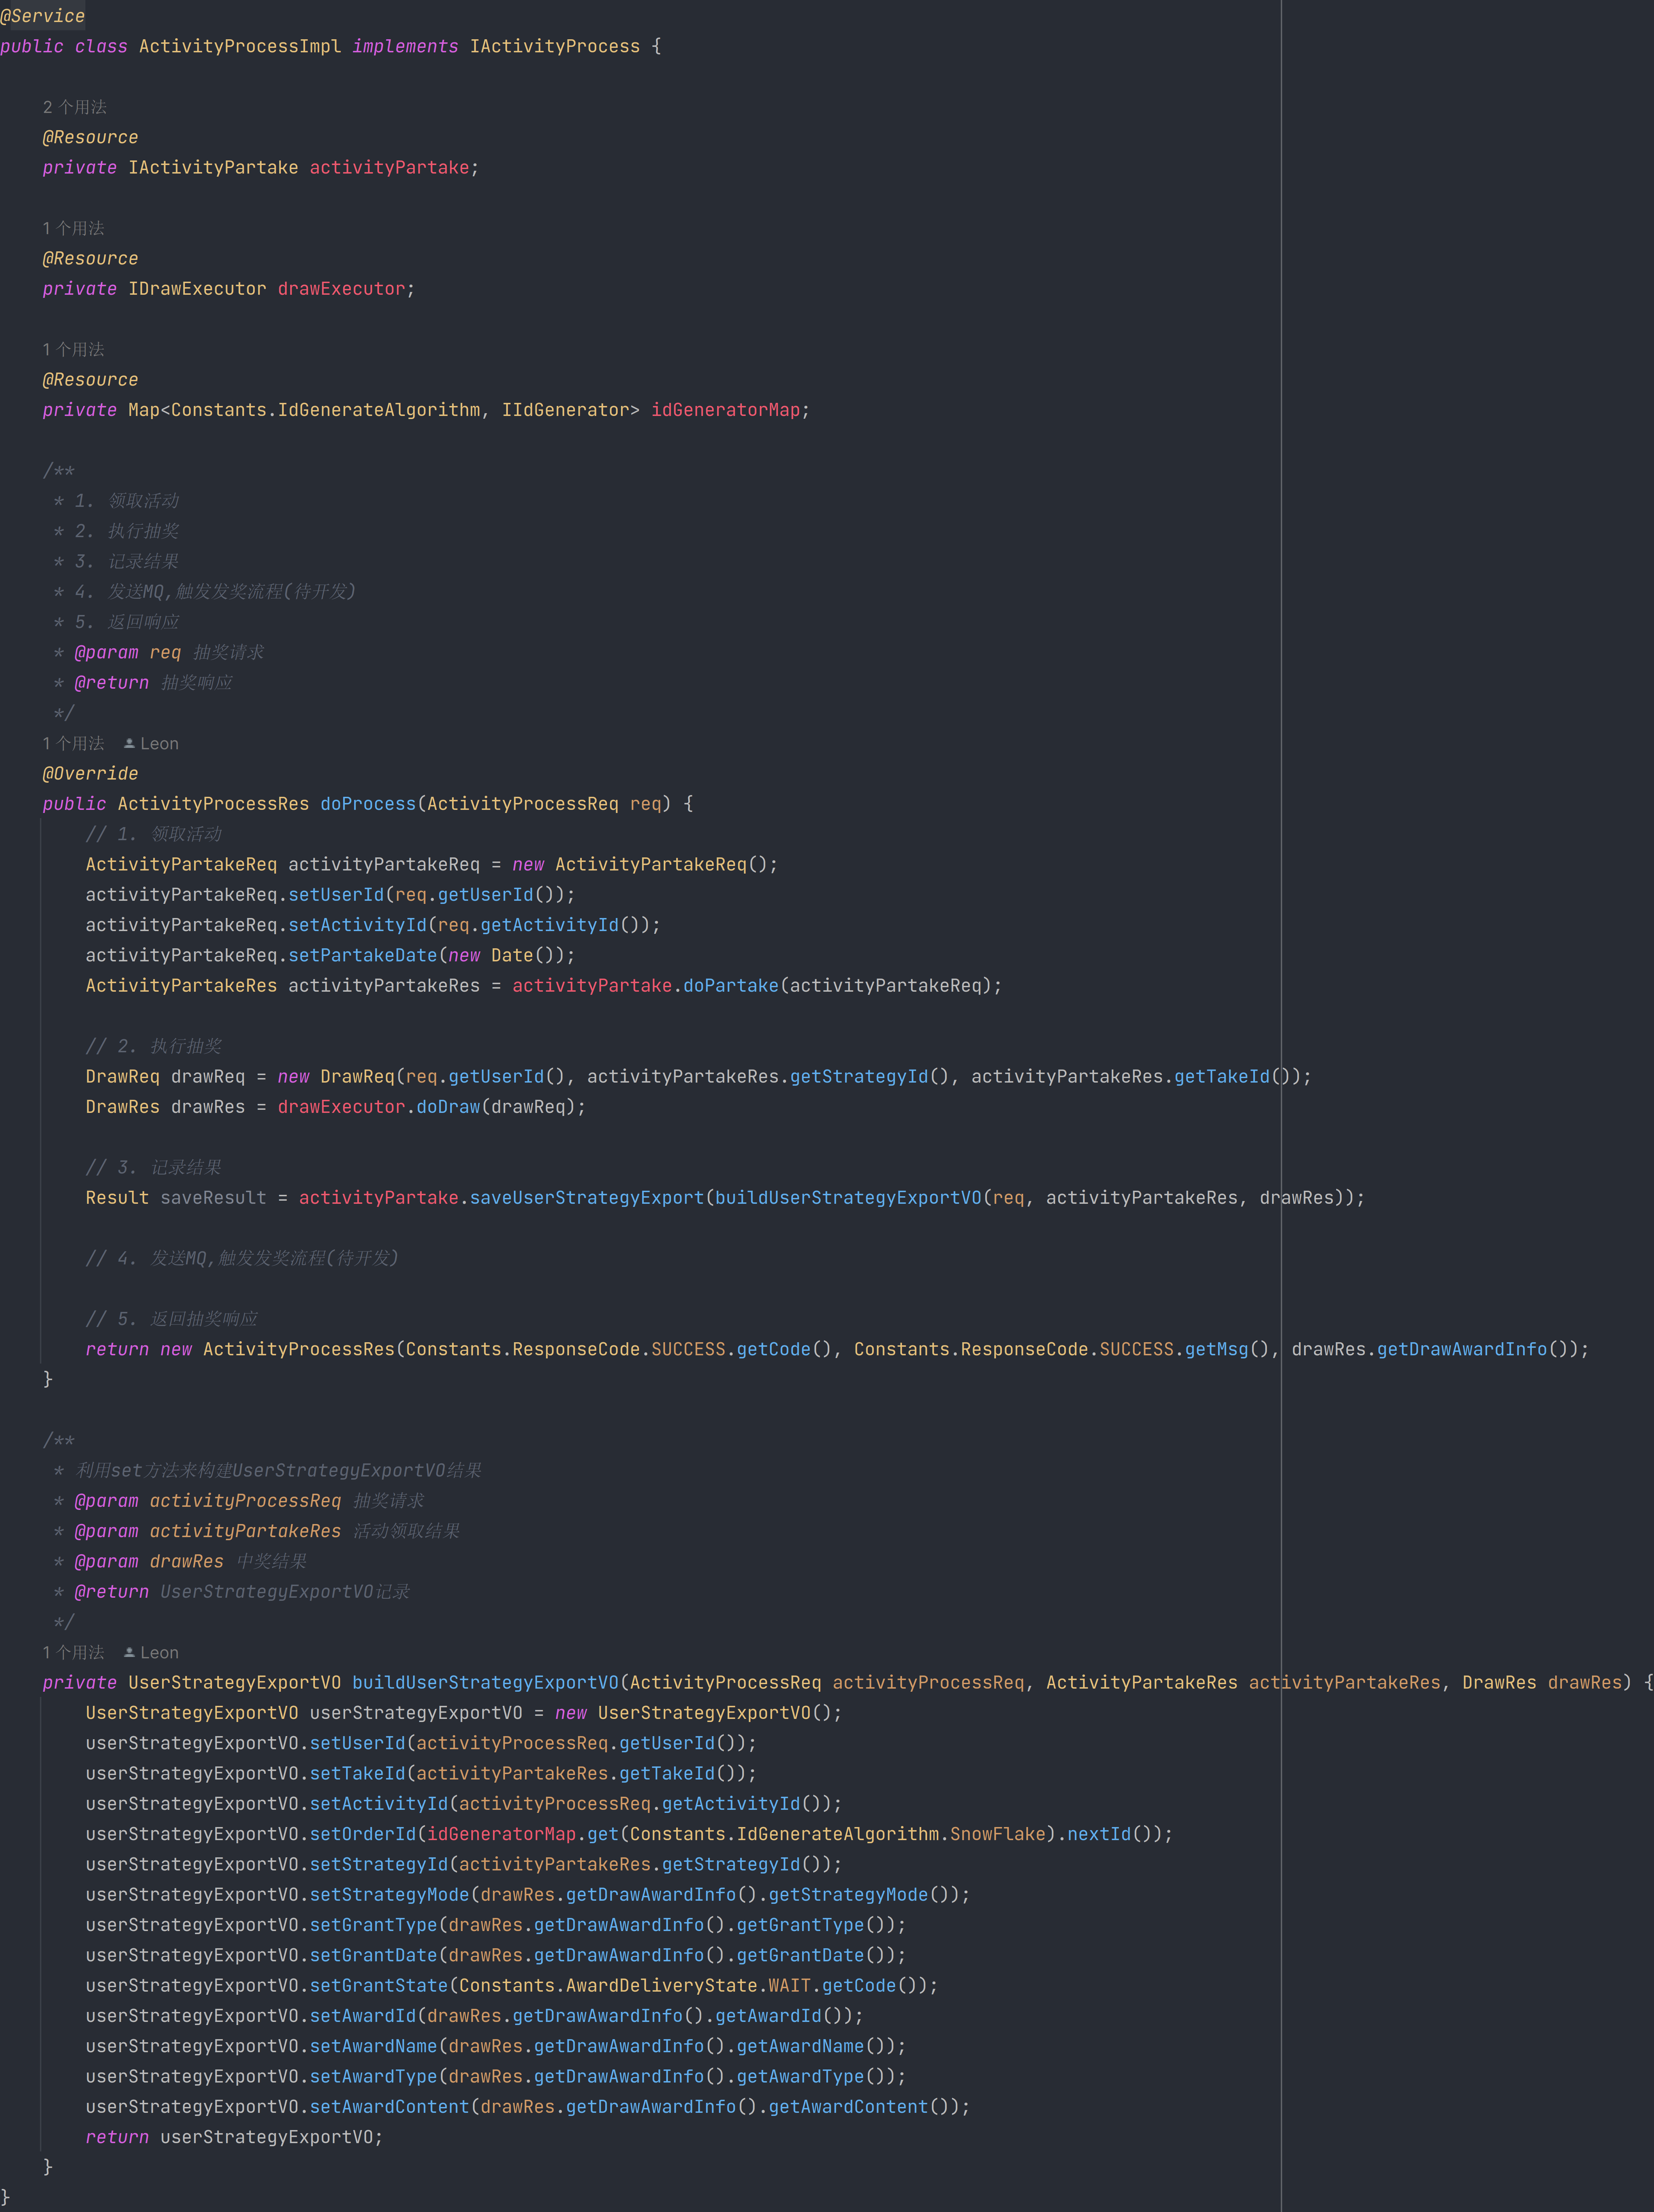 @Service
public class ActivityProcessImpl implements IActivityProcess {
2 个用法
@Resource
private IActivityPartake activityPartake;
1 个用法
@Resource
private IDrawExecutor drawExecutor;
1 个用法
@Resource
private Map<Constants.IdGenerateAlgorithm, IIdGenerator> idGeneratorMap;
/**
* 1. 领取活动
* 2. 执行抽奖
* 3. 记录结果
* 4. 发送MQ,触发发奖流程(待开发)
* 5. 返回响应
* @param req 抽奖请求
* @return 抽奖响应
*/
1 个用法 Leon
@Override
public ActivityProcessRes doProcess(ActivityProcessReq req) {
// 1. 领取活动
ActivityPartakeReq activityPartakeReq = new ActivityPartakeReq();
activityPartakeReq.setUserId(req.getUserId());
activityPartakeReq.setActivityId(req.getActivityId());
activityPartakeReq.setPartakeDate(new Date());
ActivityPartakeRes activityPartakeRes = activityPartake.doPartake(activityPartakeReq);
// 2. 执行抽奖
DrawReq drawReq = new DrawReq(req.getUserId(), activityPartakeRes.getStrategyId(), activityPartakeRes.getTakeId());
DrawRes drawRes = drawExecutor.doDraw(drawReq);
// 3. 记录结果
Result saveResult = activityPartake.saveUserStrategyExport(buildUserStrategyExportVO(req, activityPartakeRes, drawRes));
// 4. 发送MQ,触发发奖流程(待开发)
// 5. 返回抽奖响应
return new ActivityProcessRes(Constants.ResponseCode.SUCCESS.getCode(), Constants.ResponseCode.SUCCESS.getMsg(), drawRes.getDrawAwardInfo());
}
/**
* 利用set方法来构建UserStrategyExportVO结果
* @param activityProcessReq 抽奖请求
* @param activityPartakeRes 活动领取结果
* @param drawRes 中奖结果
* @return UserStrategyExportVO记录
*/
1 个用法 Leon
private UserStrategyExportVO buildUserStrategyExportVO(ActivityProcessReq activityProcessReq, ActivityPartakeRes activityPartakeRes, DrawRes drawRes) {
UserStrategyExportVO userStrategyExportVO = new UserStrategyExportVO();
userStrategyExportVO.setUserId(activityProcessReq.getUserId());
userStrategyExportVO.setTakeId(activityPartakeRes.getTakeId());
userStrategyExportVO.setActivityId(activityProcessReq.getActivityId());
userStrategyExportVO.setOrderId(idGeneratorMap.get(Constants.IdGenerateAlgorithm.SnowFlake).nextId());
userStrategyExportVO.setStrategyId(activityPartakeRes.getStrategyId());
userStrategyExportVO.setStrategyMode(drawRes.getDrawAwardInfo().getStrategyMode());
userStrategyExportVO.setGrantType(drawRes.getDrawAwardInfo().getGrantType());
userStrategyExportVO.setGrantDate(drawRes.getDrawAwardInfo().getGrantDate());
userStrategyExportVO.setGrantState(Constants.AwardDeliveryState.WAIT.getCode());
userStrategyExportVO.setAwardId(drawRes.getDrawAwardInfo().getAwardId());
userStrategyExportVO.setAwardName(drawRes.getDrawAwardInfo().getAwardName());
userStrategyExportVO.setAwardType(drawRes.getDrawAwardInfo().getAwardType());
userStrategyExportVO.setAwardContent(drawRes.getDrawAwardInfo().getAwardContent());
return userStrategyExportVO;
}
}